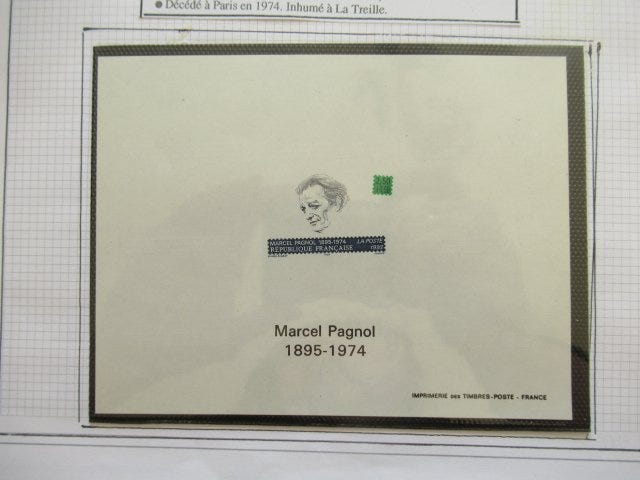 ● Décédé à Paris en 1974. Inhumé à La Treille.
MARCEL PAGNOL 1895-1974 LA POSTE
RÉPUBLIQUE FRANÇAISE 1993
Marcel Pagnol
1895-1974
IMPRIMERIE DES TIMBRES-POSTE - FRANCE